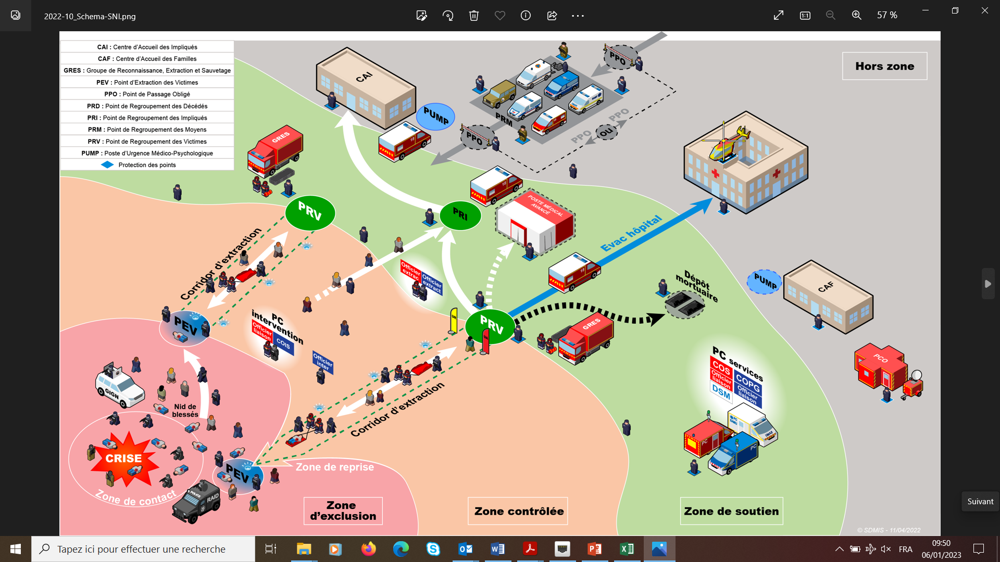 2022-10_Schema-SNI.png
57 %
CAI : Centre d'Accueil des Impliqués
CAF : Centre d'Accueil des Familles
GRES : Groupe de Reconnaissance, Extraction et Sauvetage
PEV : Point d'Extraction des Victimes
PPO : Point de Passage Obligé
PRD : Point de Regroupement des Décédés
PRI : Point de Regroupement des Impliqués
PRM : Point de Regroupement des Moyens
PRV : Point de Regroupement des Victimes
PUMP : Poste d'Urgence Médico-Psychologique
Protection des points
Hors zone
CAI
PUMP
PPO
PRM
PPO
PPO
OU
PPO
GRES
18
18
PRV
PRI
POSTE MÉDICAL
AVANCÉ
Evac hôpital
18
Corridor d'extraction
Officier
extrac
Officier
extract
Dépôt
mortuaire
PUMP
CAF
PEV
PC
intervention
Officier
liaison
COIS
Officier
inter
UR
PRV
UA
GRES
PC services
COS
Officier
liaison
COPG
Officier
liaison
DSM
PCO
GIGN
Nid de
blessés
Corridor d'extraction
CRISE
Zone de contact
PEV
Zone de reprise
POLICE
RAID
PC
Zone
d'exclusion
Zone contrôlée
Zone de soutien
© SDMIS - 11/04/2022
Suivant
Tapez ici pour effectuer une recherche
FRA
09:50
06/01/2023